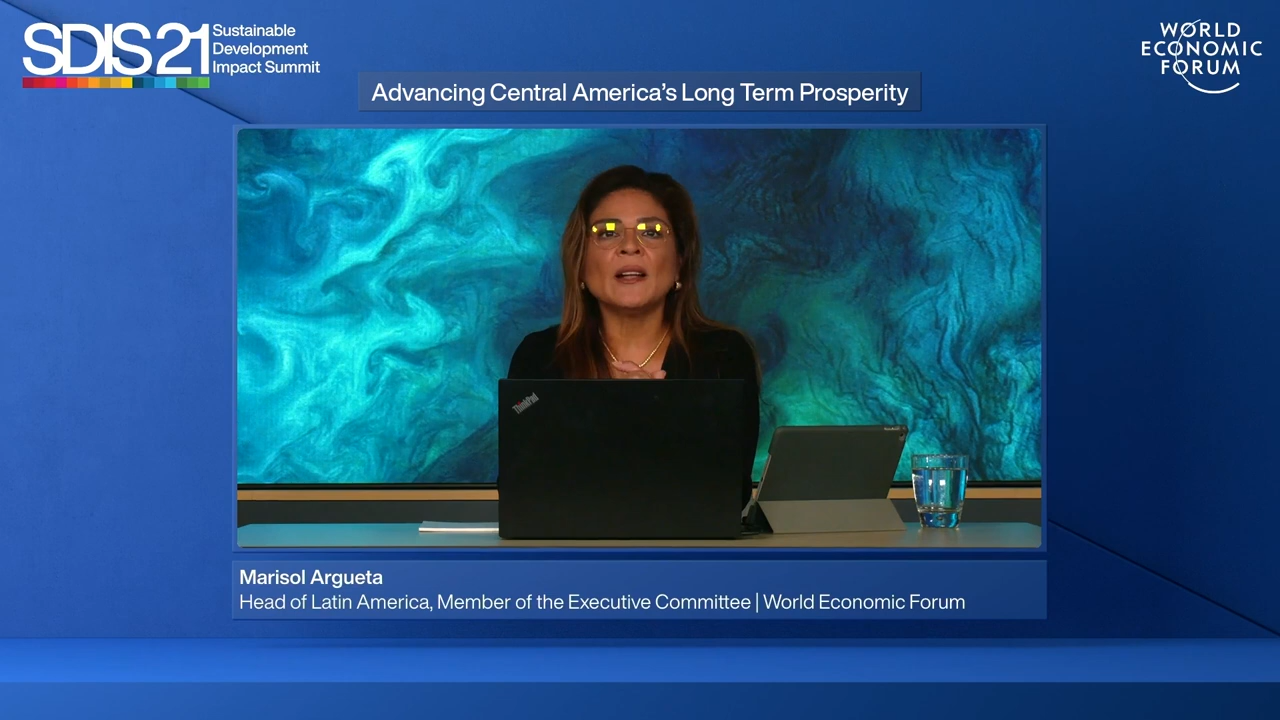 SDIS21
Sustainable
Development
Impact Summit
WORLD
ECONOMIC
FORUM
Advancing Central America’s Long Term Prosperity
ThinkPad
Marisol Argueta
Head of Latin America, Member of the Executive Committee | World Economic Forum